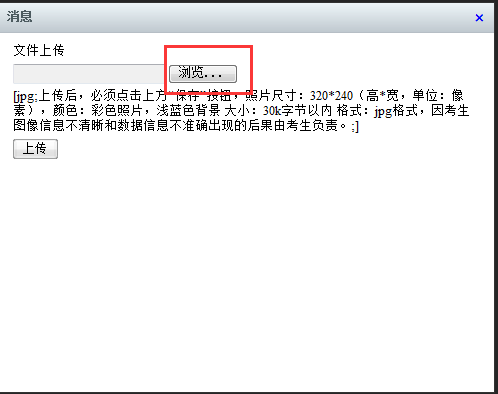 消息
×
文件上传
浏览...
[jpg;上传后，必须点击上方"保存"按钮，照片尺寸：320*240（高*宽，单位：像
素），颜色：彩色照片，浅蓝色背景 大小：30k字节以内 格式：jpg格式，因考生
图像信息不清晰和数据信息不准确出现的后果由考生负责。;]
上传